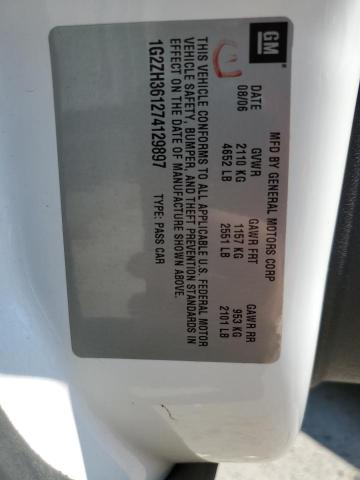 GM
MFD BY GENERAL MOTORS CORP
DATE GVWR GAWR FRT GAWR RR
08/06 2110 KG 1157 KG 953 KG
4652 LB 2551 LB 2101 LB
THIS VEHICLE CONFORMS TO ALL APPLICABLE U.S. FEDERAL MOTOR
VEHICLE SAFETY, BUMPER, AND THEFT PREVENTION STANDARDS IN
EFFECT ON THE DATE OF MANUFACTURE SHOWN ABOVE.
1G2ZH361274129897 TYPE: PASS CAR